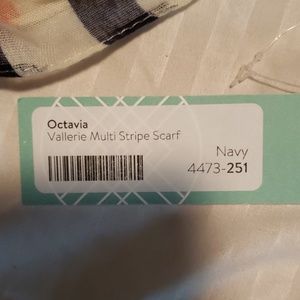 Octavia
Vallerie Multi Stripe Scarf
Navy
4473-251